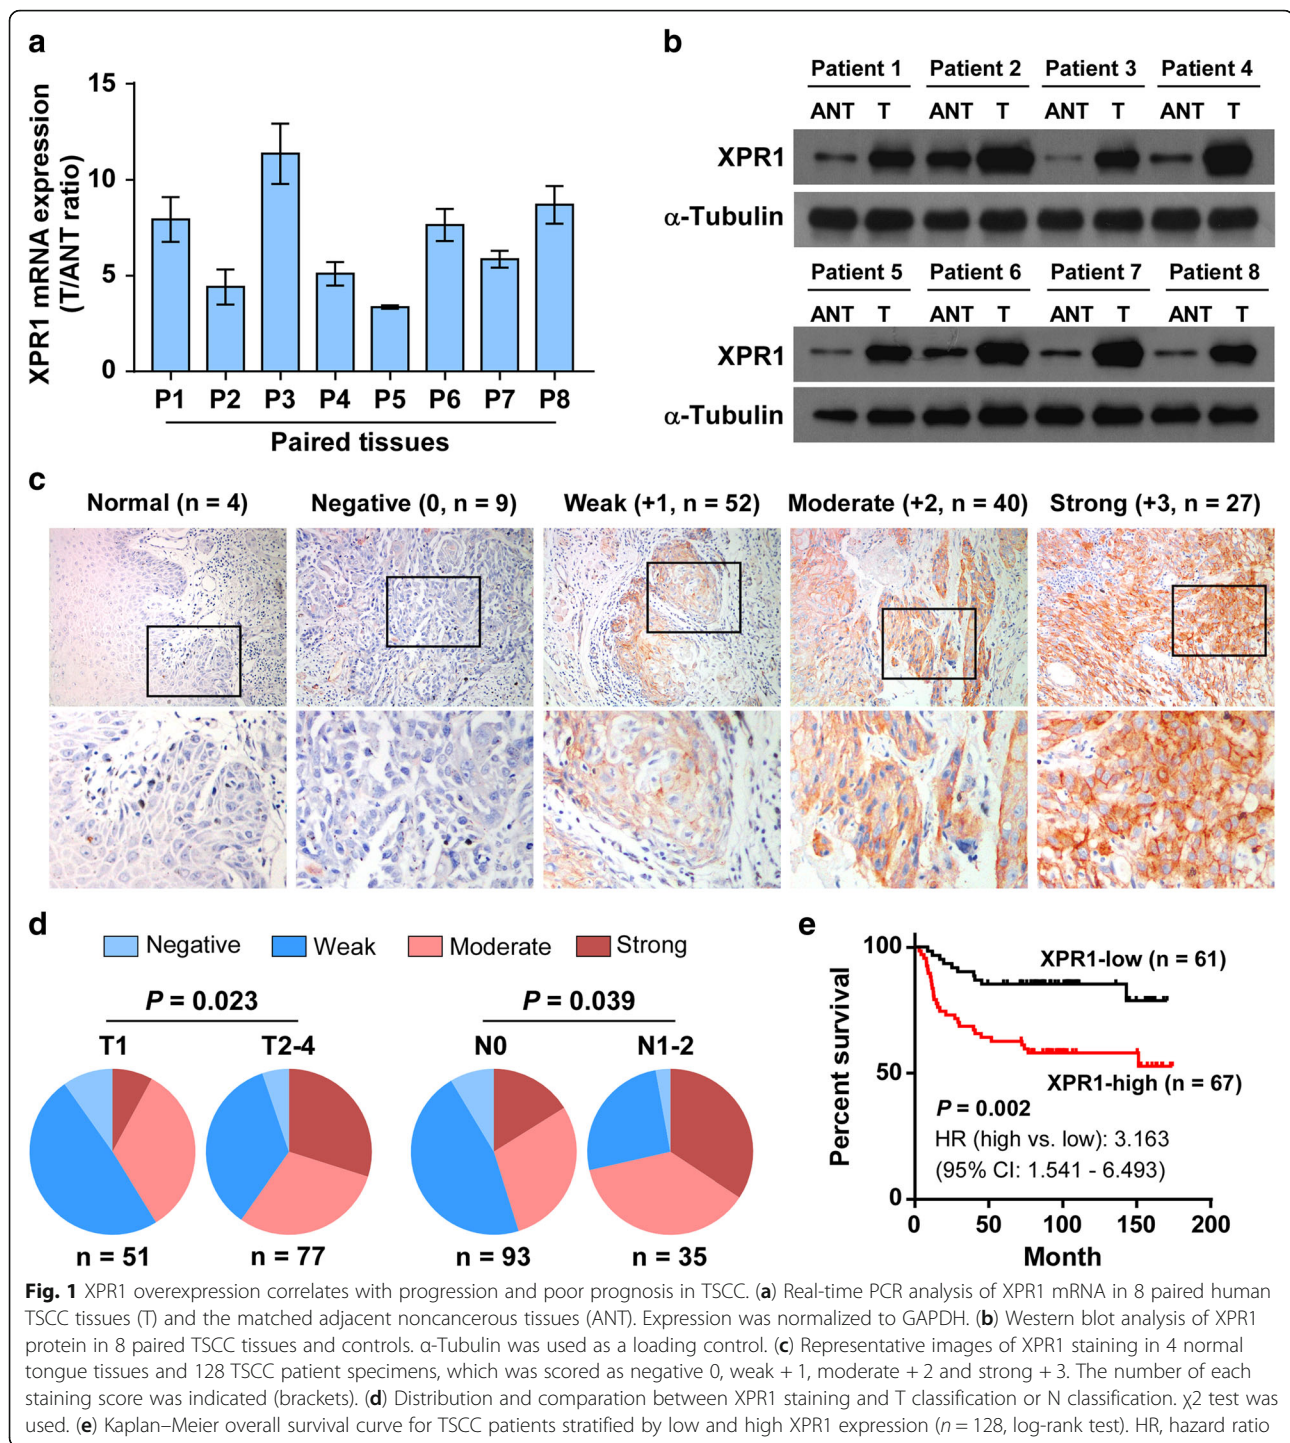 a
XPR1 mRNA expression
(T/ANT ratio)
15
10
5
0
P1 P2 P3 P4 P5 P6 P7 P8
Paired tissues
b
Patient 1 Patient 2 Patient 3 Patient 4
ANT T ANT T ANT T ANT T
XPR1
α-Tubulin
Patient 5 Patient 6 Patient 7 Patient 8
ANT T ANT T ANT T ANT T
XPR1
α-Tubulin
c
Normal (n = 4) Negative (0, n = 9) Weak (+1, n = 52) Moderate (+2, n = 40) Strong (+3, n = 27)
d
Negative Weak Moderate Strong
P = 0.023 P = 0.039
T1 T2-4 N0 N1-2
n = 51 n = 77 n = 93 n = 35
e
Percent survival
100
50
0
XPR1-low (n = 61)
XPR1-high (n = 67)
P = 0.002
HR (high vs. low): 3.163
(95% CI: 1.541 - 6.493)
0 50 100 150 200
Month
Fig. 1 XPR1 overexpression correlates with progression and poor prognosis in TSCC. (a) Real-time PCR analysis of XPR1 mRNA in 8 paired human
TSCC tissues (T) and the matched adjacent noncancerous tissues (ANT). Expression was normalized to GAPDH. (b) Western blot analysis of XPR1
protein in 8 paired TSCC tissues and controls. α-Tubulin was used as a loading control. (c) Representative images of XPR1 staining in 4 normal
tongue tissues and 128 TSCC patient specimens, which was scored as negative 0, weak + 1, moderate + 2 and strong + 3. The number of each
staining score was indicated (brackets). (d) Distribution and comparation between XPR1 staining and T classification or N classification. χ2 test was
used. (e) Kaplan–Meier overall survival curve for TSCC patients stratified by low and high XPR1 expression (n = 128, log-rank test). HR, hazard ratio